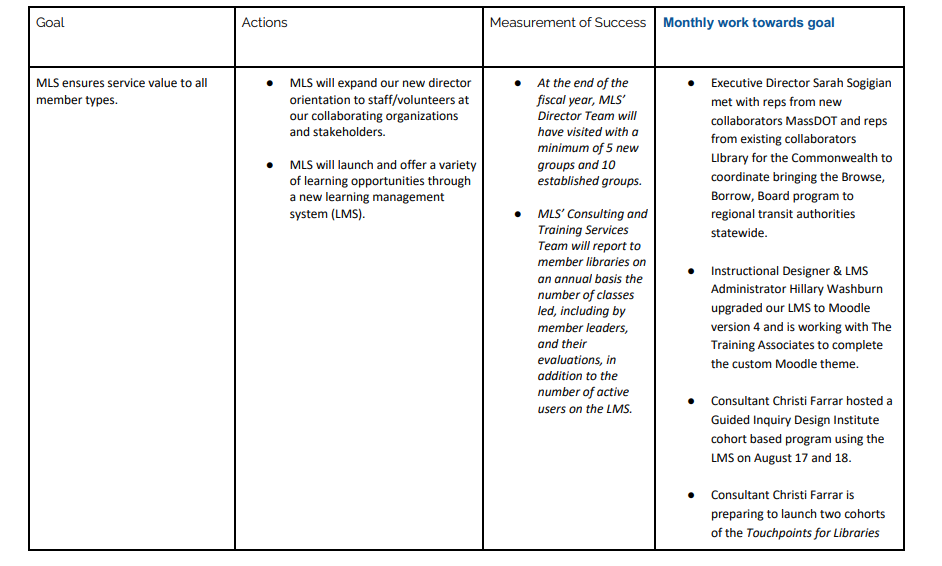 Goal
Actions
Measurement of Success
Monthly work towards goal
MLS ensures service value to all
member types.
● MLS will expand our new director
orientation to staff/volunteers at
our collaborating organizations
and stakeholders.
● MLS will launch and offer a variety
of learning opportunities through
a new learning management
system (LMS).
● At the end of the
fiscal year, MLS’
Director Team will
have visited with a
minimum of 5 new
groups and 10
established groups.
● MLS’ Consulting and
Training Services
Team will report to
member libraries on
an annual basis the
number of classes
led, including by
member leaders,
and their
evaluations, in
addition to the
number of active
users on the LMS.
● Executive Director Sarah Sogigian
met with reps from new
collaborators MassDOT and reps
from existing collaborators
LIbrary for the Commonwealth to
coordinate bringing the Browse,
Borrow, Board program to
regional transit authorities
statewide.
● Instructional Designer & LMS
Administrator Hillary Washburn
upgraded our LMS to Moodle
version 4 and is working with The
Training Associates to complete
the custom Moodle theme.
● Consultant Christi Farrar hosted a
Guided Inquiry Design Institute
cohort based program using the
LMS on August 17 and 18.
● Consultant Christi Farrar is
preparing to launch two cohorts
of the Touchpoints for Libraries